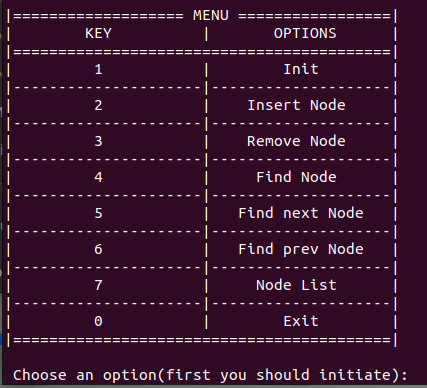 |=================== MENU =================|
|        KEY           |       OPTIONS      |
|===========================================|
|         1            |        Init        |
|----------------------|--------------------|
|         2            |    Insert Node     |
|----------------------|--------------------|
|         3            |    Remove Node     |
|----------------------|--------------------|
|         4            |     Find Node      |
|----------------------|--------------------|
|         5            |   Find next Node   |
|----------------------|--------------------|
|         6            |   Find prev Node   |
|----------------------|--------------------|
|         7            |     Node List      |
|----------------------|--------------------|
|         0            |        Exit        |
|===========================================|
Choose an option(first you should initiate):